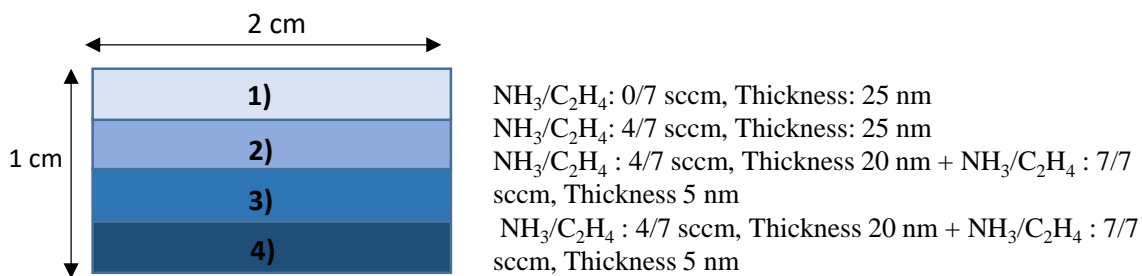 2 cm
1 cm
1)
NH₃/C₂H₄: 0/7 sccm, Thickness: 25 nm
2)
NH₃/C₂H₄: 4/7 sccm, Thickness: 25 nm
3)
NH₃/C₂H₄ : 4/7 sccm, Thickness 20 nm + NH₃/C₂H₄ : 7/7
sccm, Thickness 5 nm
4)
NH₃/C₂H₄ : 4/7 sccm, Thickness 20 nm + NH₃/C₂H₄ : 7/7
sccm, Thickness 5 nm